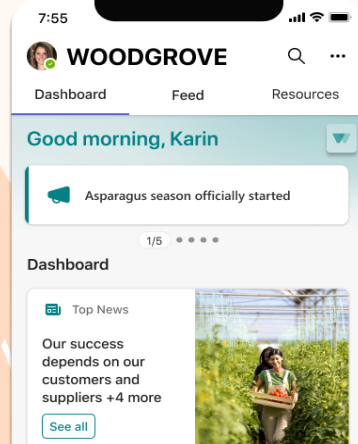 7:55
WOODGROVE
Dashboard
Feed
Resources
Good morning, Karin
Asparagus season officially started
1/5
Dashboard
Top News
Our success
depends on our
customers and
suppliers +4 more
See all